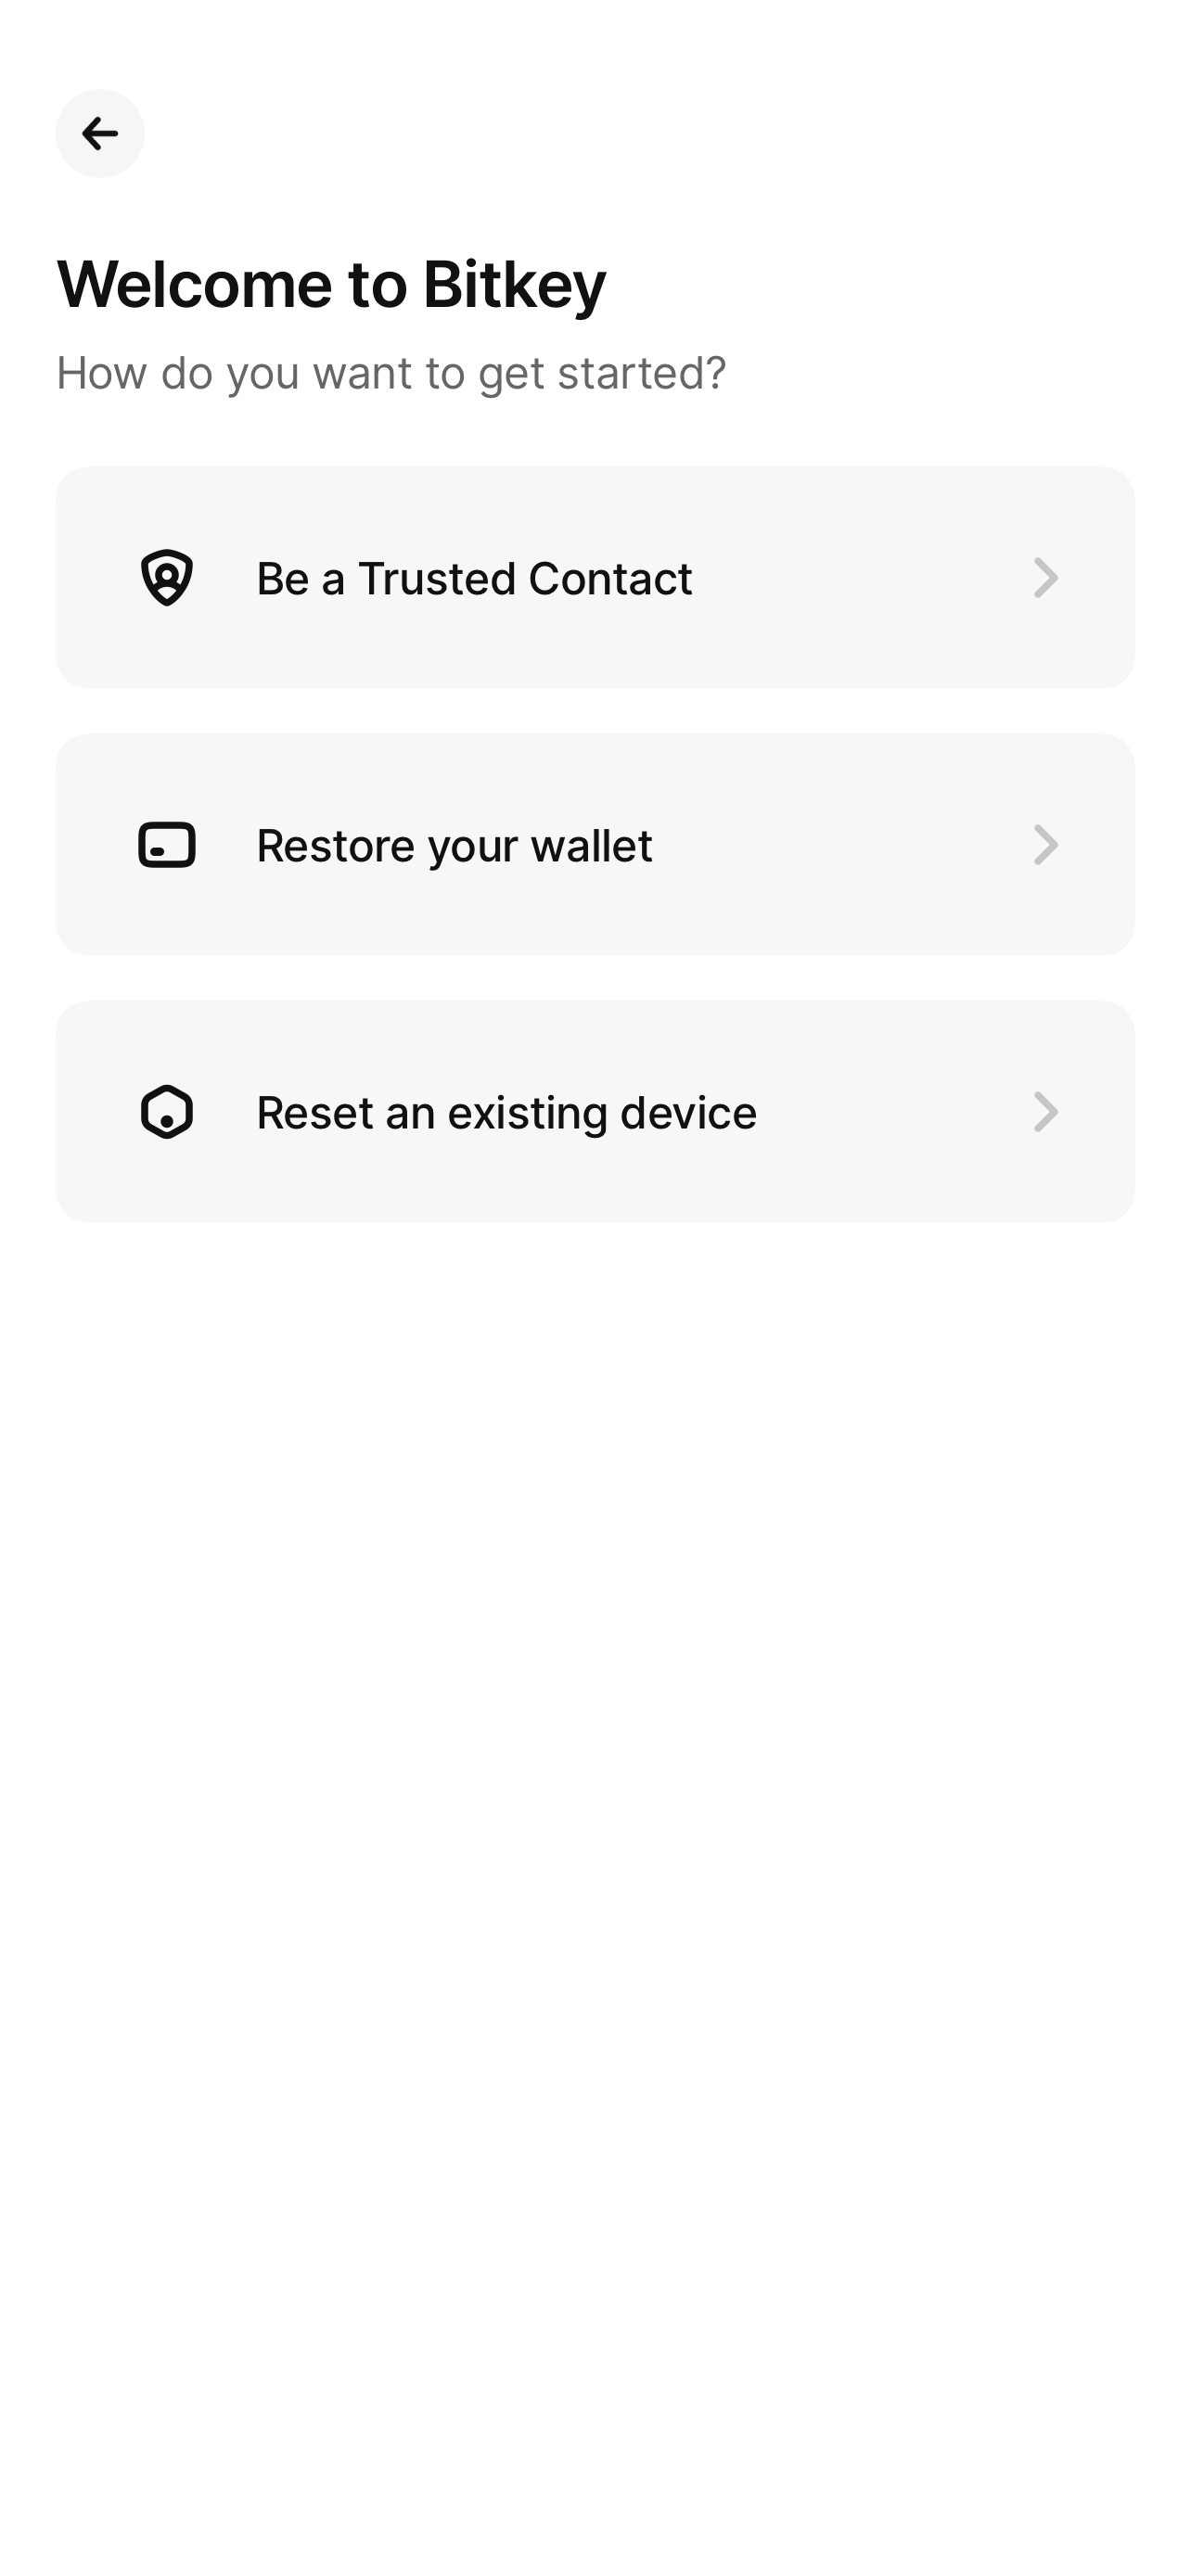 Welcome to Bitkey
How do you want to get started?
Be a Trusted Contact
Restore your wallet
Reset an existing device